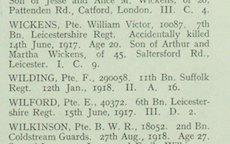 Son of Jesse and Alice M. Wickens, of 20,
Pattenden Rd., Catford, London. III. C. 4.
WICKENS, Pte. William Victor, 10087. 7th
Bn. Leicestershire Regt. Accidentally killed
14th June, 1917. Age 20. Son of Arthur and
Martha Wickens, of 45, Saltersford Rd.,
Leicester. I. C. 9.
WILDING, Pte. F., 290058. 11th Bn. Suffolk
Regt. 12th Jan., 1918. II. A. 16.
WILFORD, Pte. E., 40372. 6th Bn. Leicester-
shire Regt. 15th June, 1917. III. D. 2.
WILKINSON, Pte. B. W. R., 18052. 2nd Bn.
Coldstream Guards. 27th Aug., 1918. Age 27.